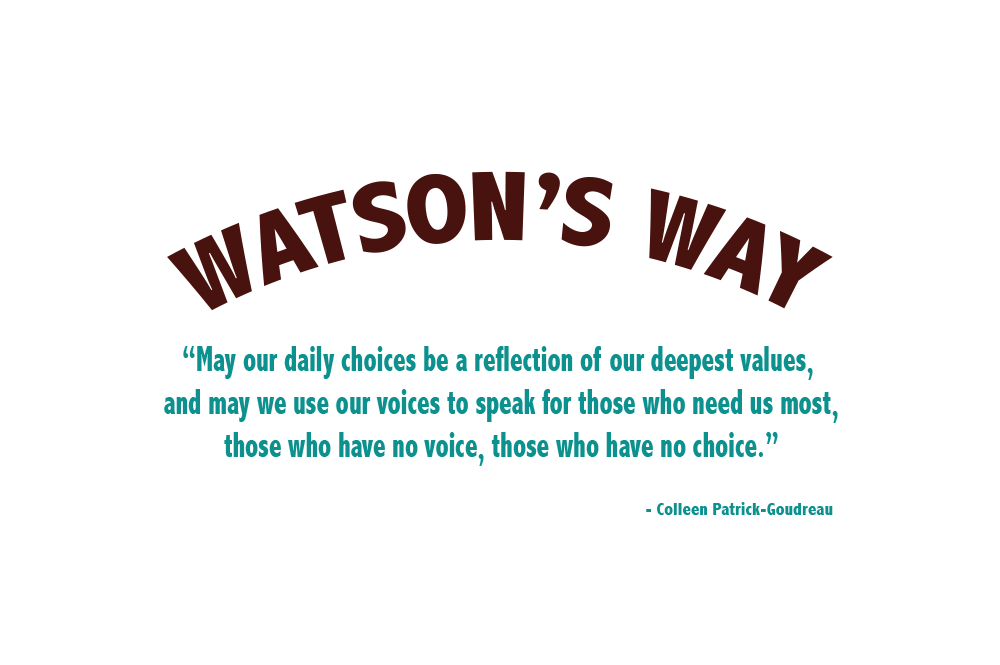 WATSON’S WAY
“May our daily choices be a reflection of our deepest values,
and may we use our voices to speak for those who need us most,
those who have no voice, those who have no choice.”
- Colleen Patrick-Goudreau